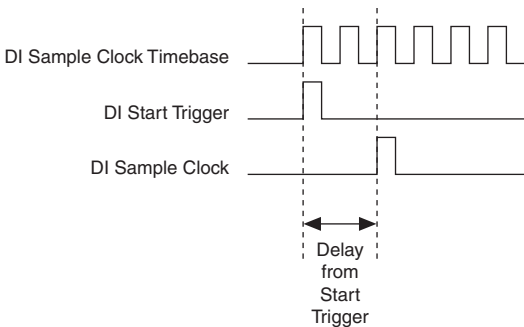 DI Sample Clock Timebase
DI Start Trigger
DI Sample Clock
Delay
from
Start
Trigger